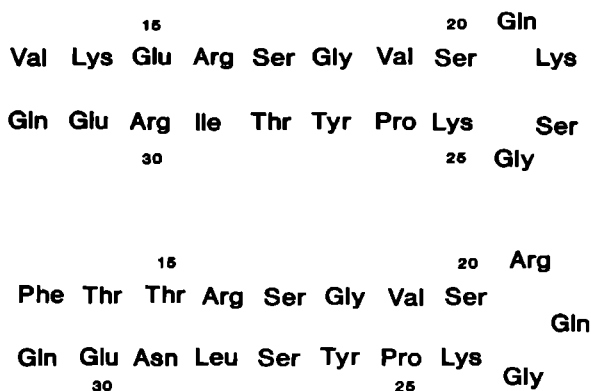 15 20 Gln
Val Lys Glu Arg Ser Gly Val Ser Lys
Gln Glu Arg Ile Thr Tyr Pro Lys Ser
30 25 Gly
15 20 Arg
Phe Thr Thr Arg Ser Gly Val Ser
Gln
Gln Glu Asn Leu Ser Tyr Pro Lys
30 25 Gly